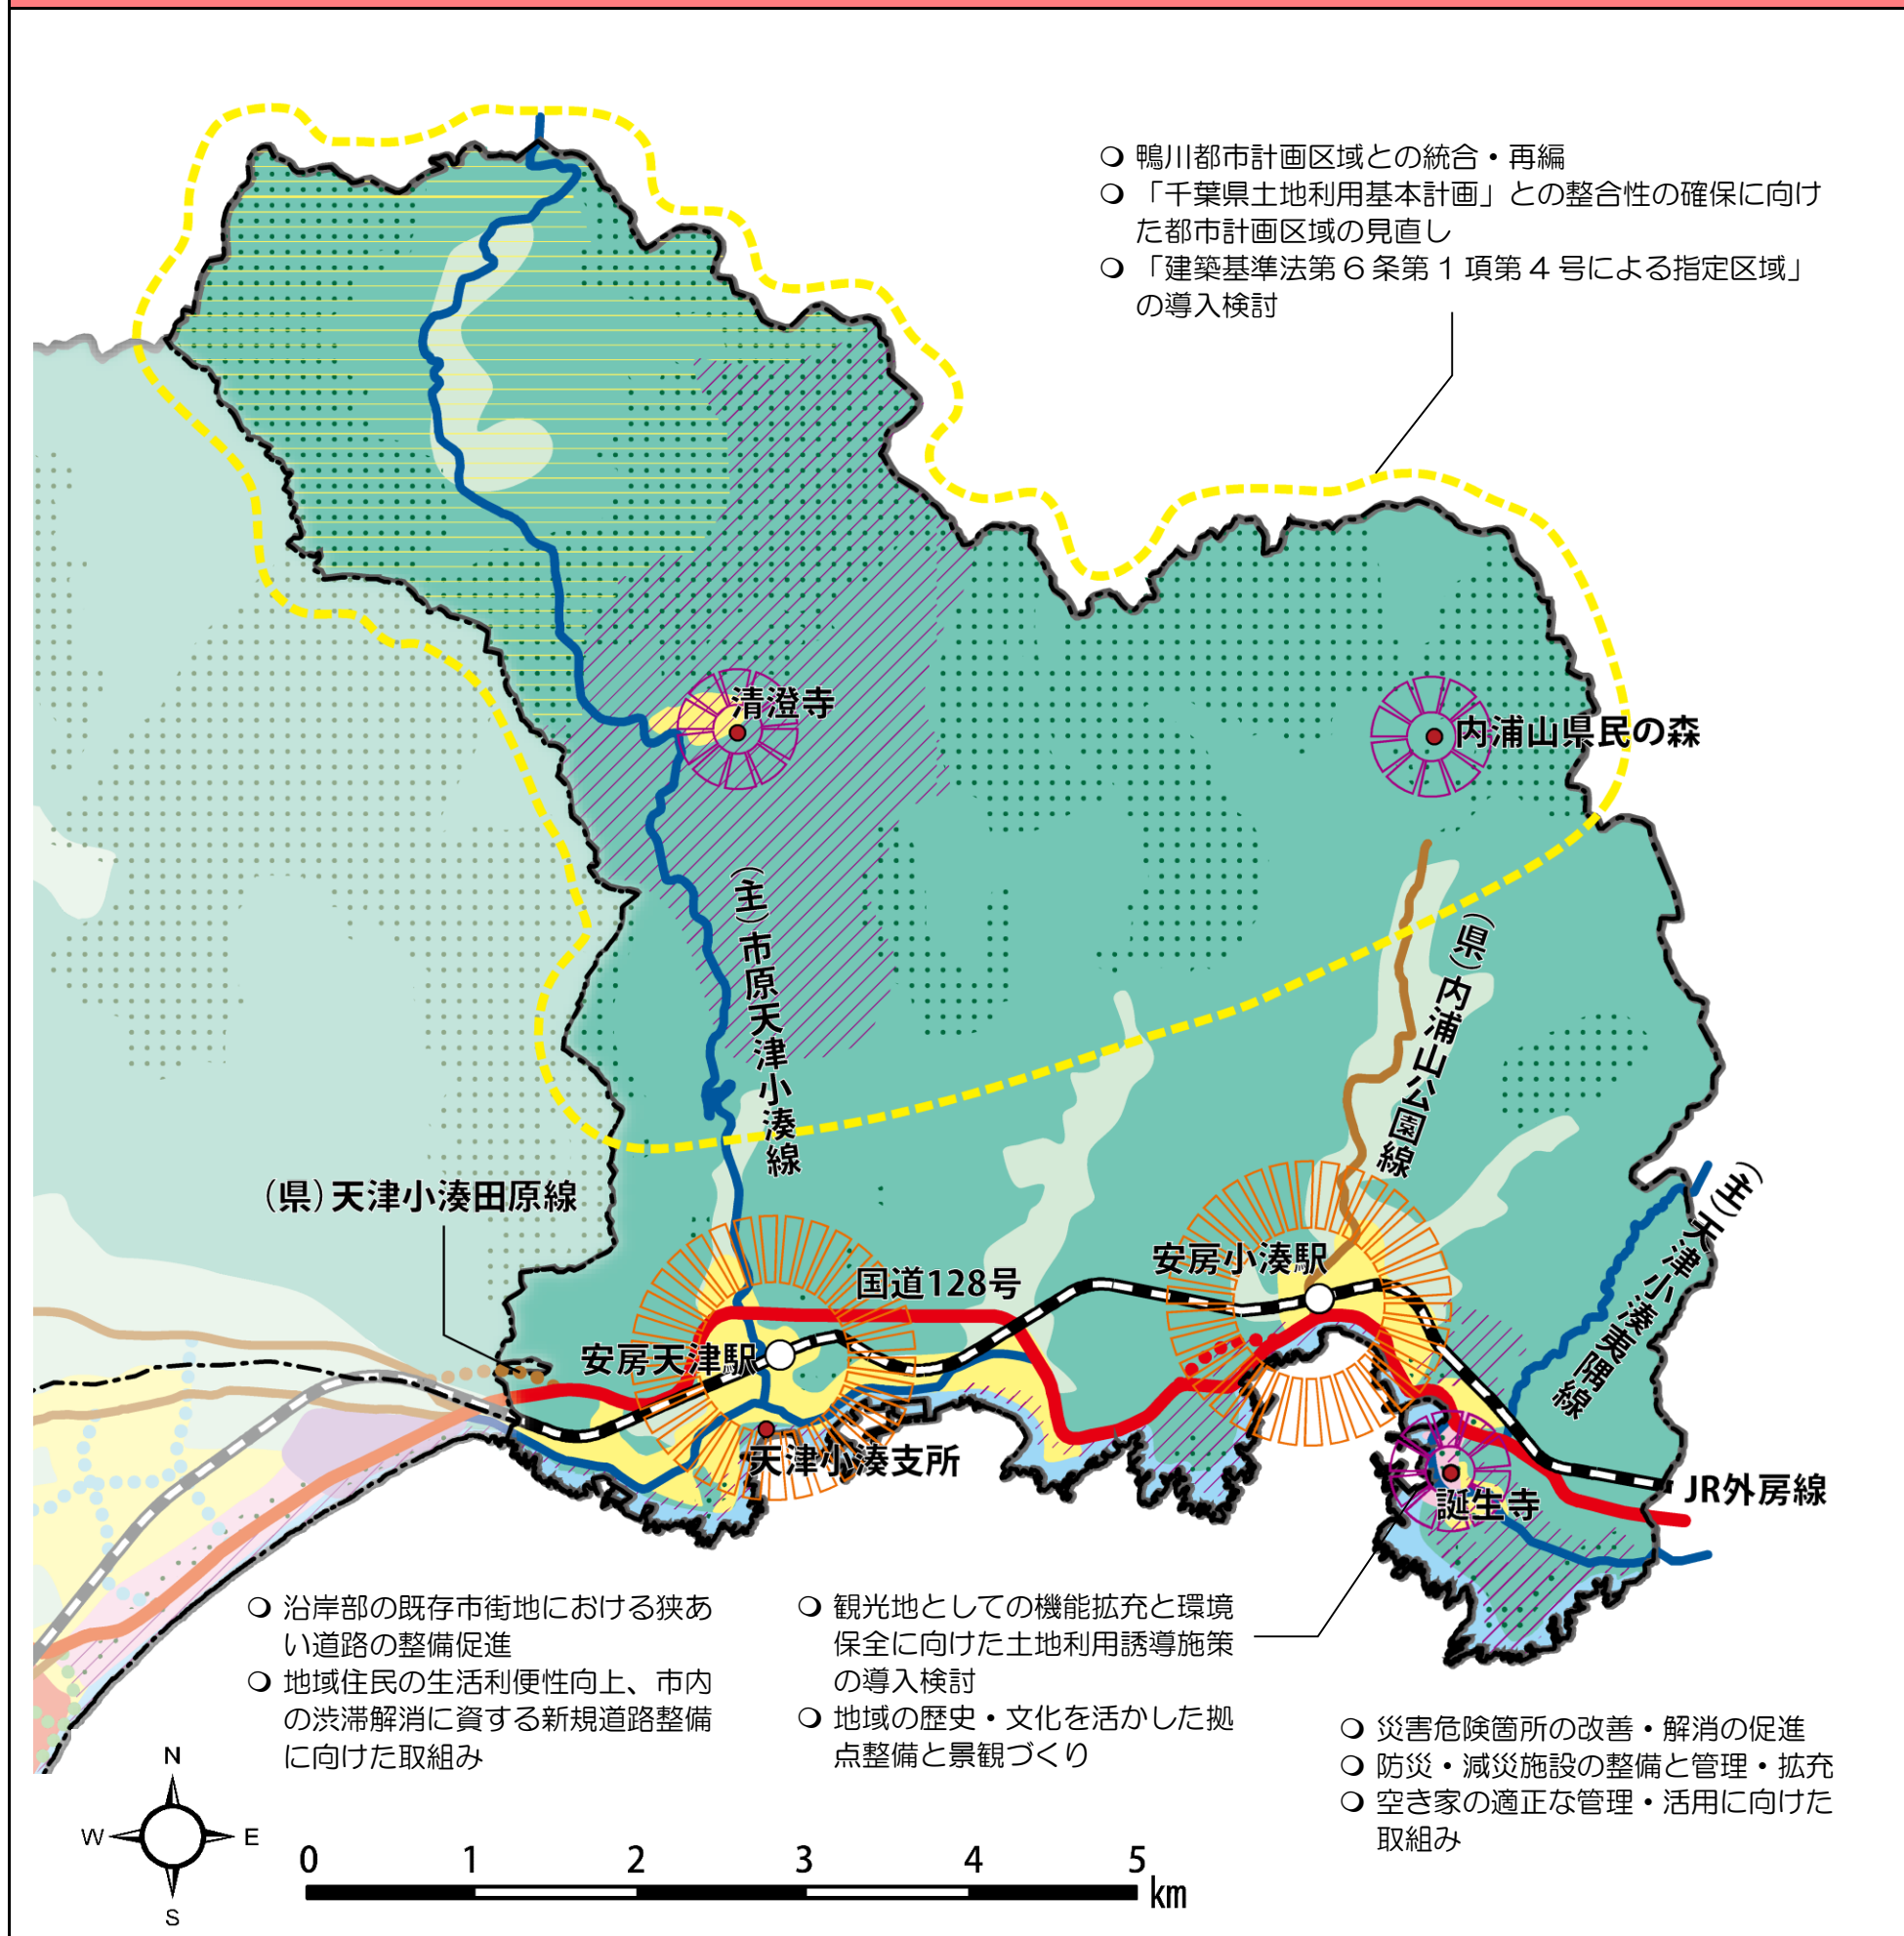 ○ 鴨川都市計画区域との統合・再編
○ 「千葉県土地利用基本計画」との整合性の確保に向け
た都市計画区域の見直し
○ 「建築基準法第6条第1項第4号による指定区域」
の導入検討
清澄寺
内浦山県民の森
(主)市原天津小湊線
(県)内浦山公園線
(県)天津小湊田原線
(主)天津小湊夷隅線
安房小湊駅
国道128号
安房天津駅
天津小湊支所
JR外房線
誕生寺
○ 沿岸部の既存市街地における狭あ
い道路の整備促進
○ 地域住民の生活利便性向上、市内
の渋滞解消に資する新規道路整備
に向けた取組み
○ 観光地としての機能拡充と環境
保全に向けた土地利用誘導施策
の導入検討
○ 地域の歴史・文化を活かした拠
点整備と景観づくり
○ 災害危険箇所の改善・解消の促進
○ 防災・減災施設の整備と管理・拡充
○ 空き家の適正な管理・活用に向けた
取組み
N
W E
S
0 1 2 3 4 5
km